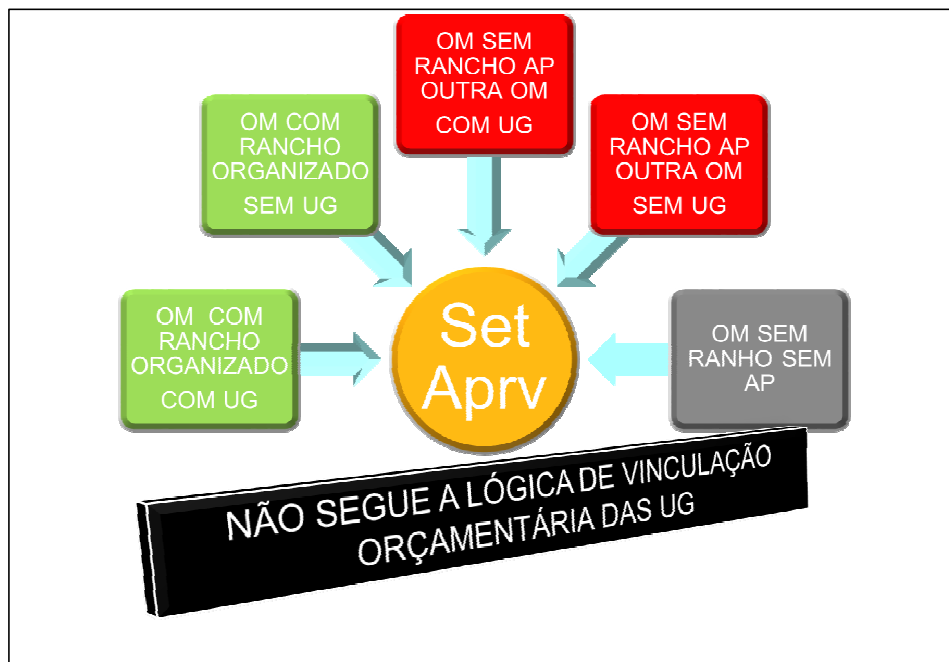 OM SEM
RANCHO AP
OUTRA OM
COM UG
OM COM
RANCHO
ORGANIZADO
SEM UG
OM SEM
RANCHO AP
OUTRA OM
SEM UG
OM COM
RANCHO
ORGANIZADO
COM UG
Set
Aprv
OM SEM
RANHO SEM
AP
NÃO SEGUE A LÓGICA DE VINCULAÇÃO
ORÇAMENTÁRIA DAS UG